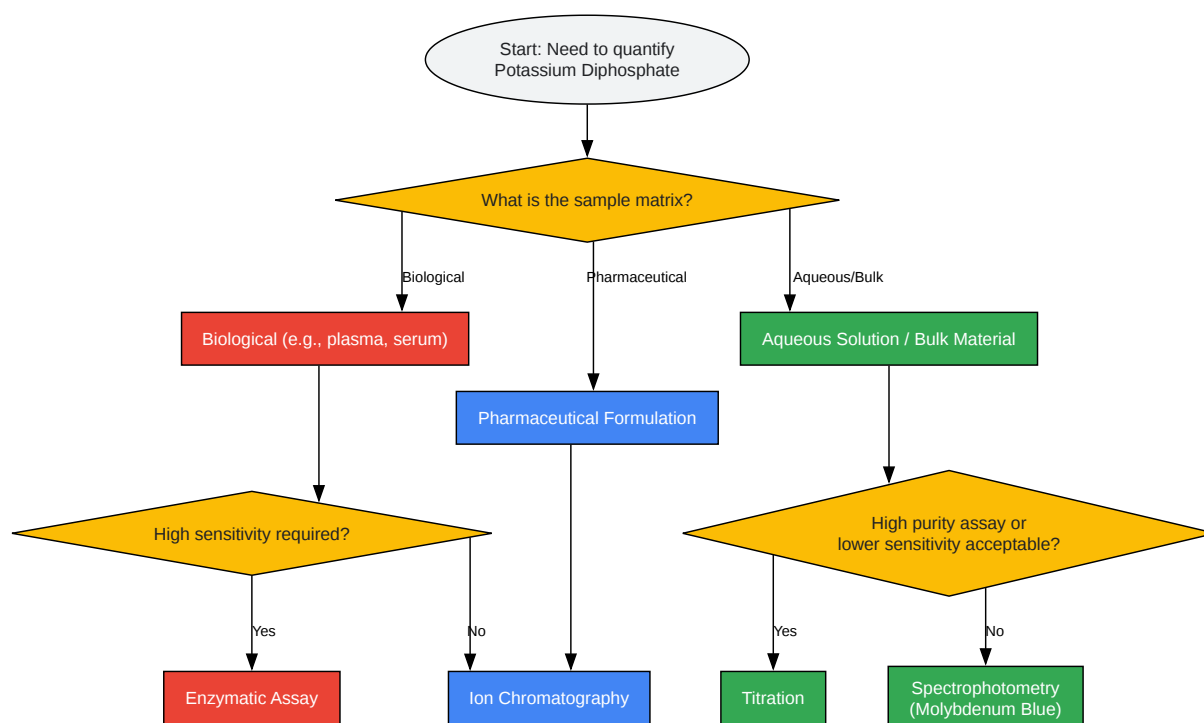 Start: Need to quantify
Potassium Diphosphate
What is the sample matrix?
Biological
Pharmaceutical
Aqueous/Bulk
Biological (e.g., plasma, serum)
Aqueous Solution / Bulk Material
Pharmaceutical Formulation
High sensitivity required?
High purity assay or
lower sensitivity acceptable?
Yes
No
Yes
No
Enzymatic Assay
Ion Chromatography
Titration
Spectrophotometry
(Molybdenum Blue)